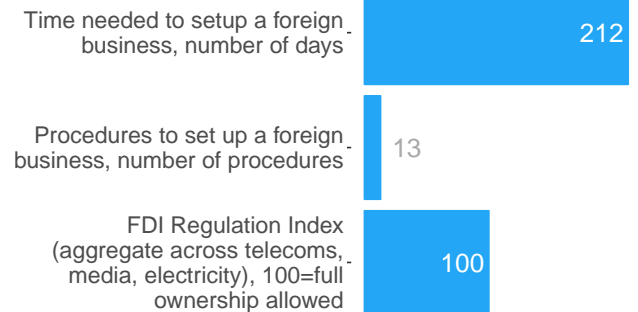 Time needed to setup a foreign
business, number of days
212
Procedures to set up a foreign
business, number of procedures
13
FDI Regulation Index
(aggregate across telecoms,
media, electricity), 100=full
ownership allowed
100